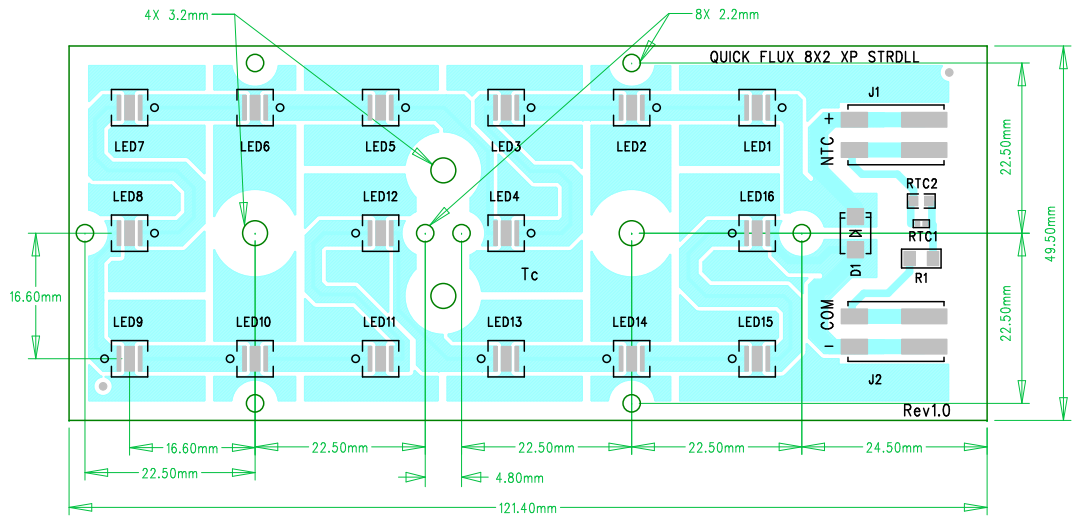 4X 3.2mm
8X 2.2mm
QUICK FLUX 8X2 XP STRDLL
J1
+
NTC
LED7
LED6
LED5
LED3
LED2
LED1
22.50mm
RTC2
LED8
LED12
LED4
LED16
RTC1
49.50mm
D1
Tc
R1
16.60mm
LED9
LED10
LED11
LED13
LED14
LED15
COM
–
22.50mm
J2
Rev1.0
16.60mm
22.50mm
22.50mm
22.50mm
24.50mm
22.50mm
4.80mm
121.40mm